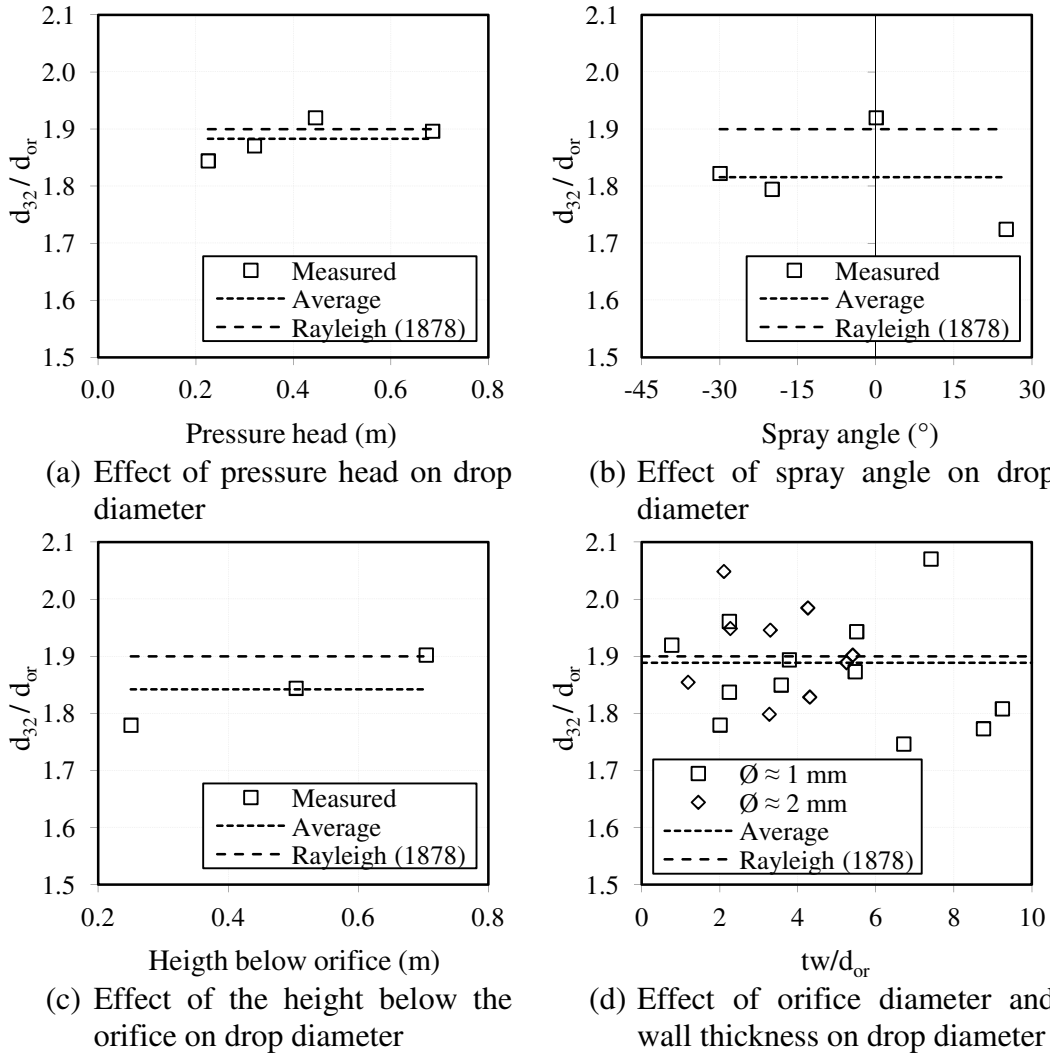 2.1
2.0
1.9
1.8
1.7
1.6
1.5
d32 / dor
Measured
Average
Rayleigh (1878)
0.0 0.2 0.4 0.6 0.8
Pressure head (m)
(a) Effect of pressure head on drop
diameter
2.1
2.0
1.9
1.8
1.7
1.6
1.5
d32 / dor
Measured
Average
Rayleigh (1878)
-45 -30 -15 0 15 30
Spray angle (°)
(b) Effect of spray angle on drop
diameter
2.1
2.0
1.9
1.8
1.7
1.6
1.5
d32 / dor
Measured
Average
Rayleigh (1878)
0.2 0.4 0.6 0.8
Heigth below orifice (m)
(c) Effect of the height below the
orifice on drop diameter
2.1
2.0
1.9
1.8
1.7
1.6
1.5
d32 / dor
Ø ≈ 1 mm
Ø ≈ 2 mm
Average
Rayleigh (1878)
0 2 4 6 8 10
tw/dor
(d) Effect of orifice diameter and
wall thickness on drop diameter